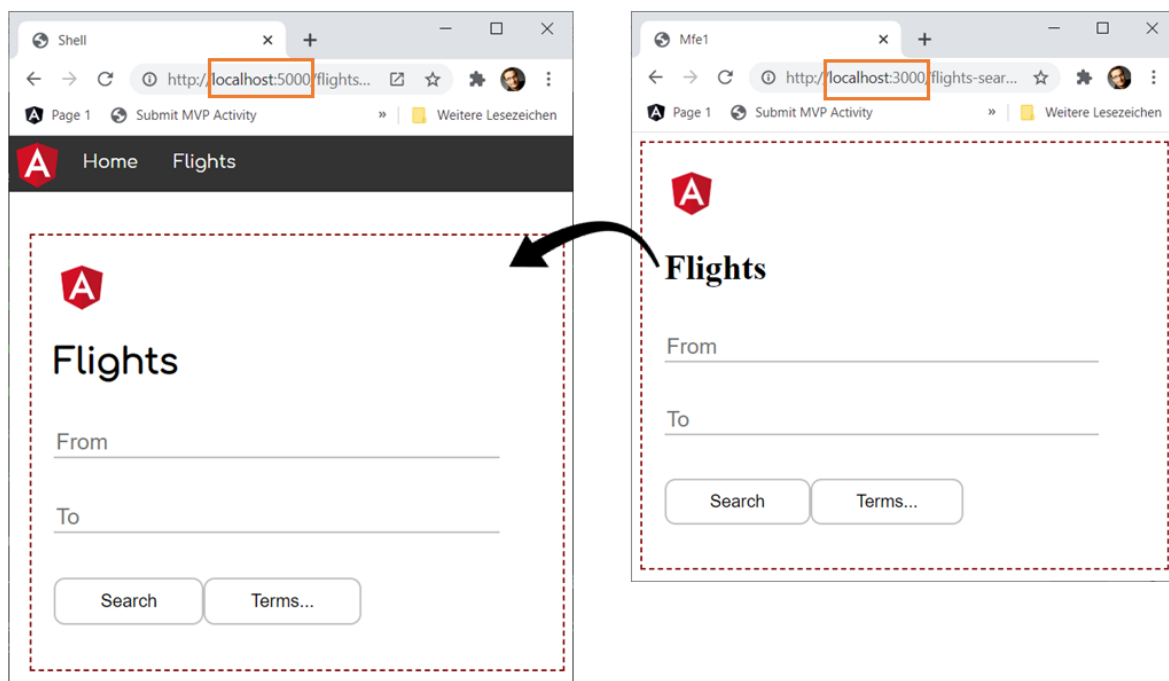 Shell
http://localhost:5000/flights...
Page 1 Submit MVP Activity » Weitere Lesezeichen
A Home Flights
A
Flights
From
To
Search Terms...
Mfe1
http://localhost:3000/flights-sear...
Page 1 Submit MVP Activity » Weitere Lesezeichen
A
Flights
From
To
Search Terms...